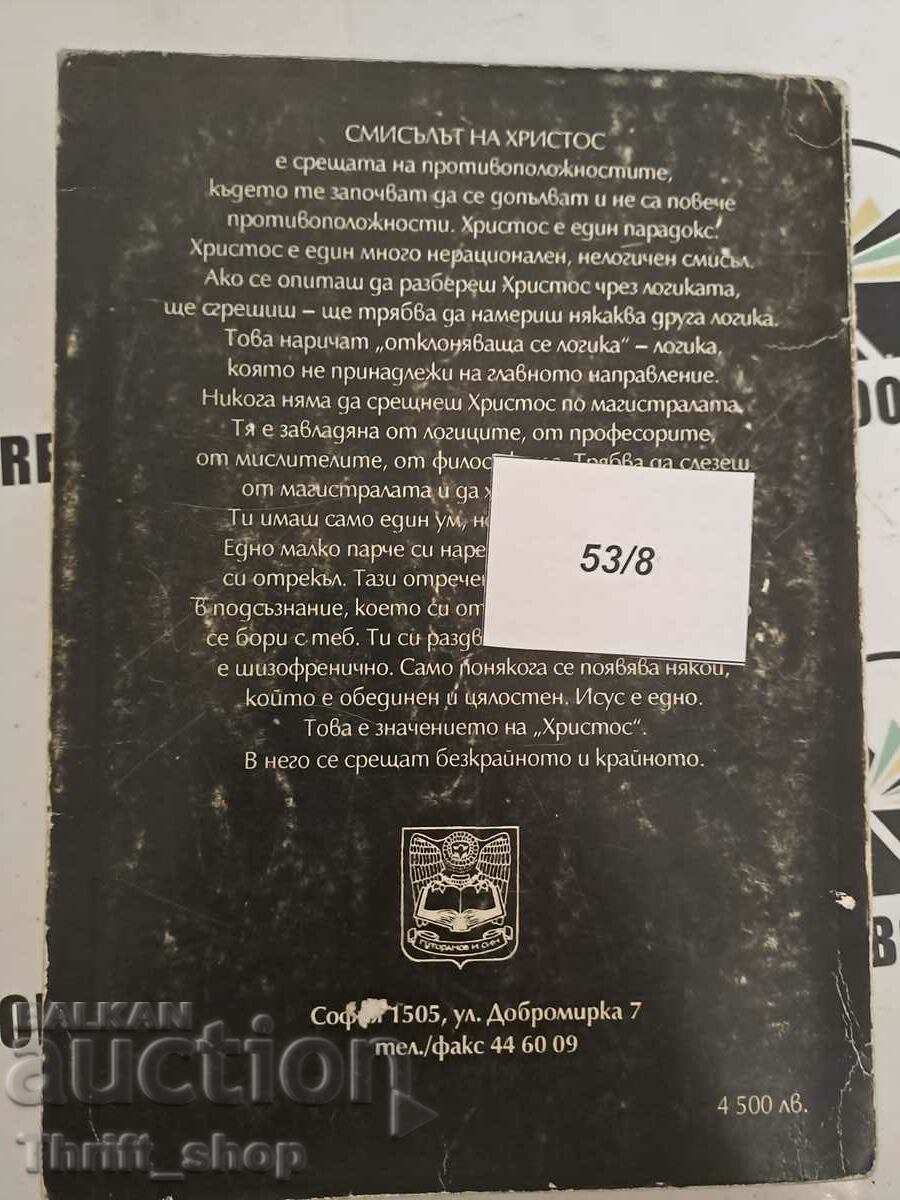 СМИСЪЛЪТ НА ХРИСТОС
е срещата на противоположностите,
където те започват да се допълват и не са повече
противоположности. Христос е един парадокс!
Христос е един много нерационален, нелогичен смисъл.
Ако се опиташ да разбереш Христос чрез логиката,
ще сгрешиш – ще трябва да намериш някаква друга логика.
Това наричат „отклоняваща се логика“ – логика,
която не принадлежи на главното направление.
Никога няма да срещнеш Христос по магистралата.
Тя е завладяна от логиците, от професорите,
от мислителите, от Трябва да слезеш
от магистралата и да
Ти имаш само един ум,
Едно малко парче си
си отрекъл. Тази
в подсъзнание, което си
се бори с теб. Ти си
е шизофренично. Само понякога се появява някой,
който е обединен и цялостен. Исус е едно.
Това е значението на „Христос“.
В него се срещат безкрайното и крайното.
53/8
ГУТОРАНОВ И СИН
София 1505, ул. Добромирка 7
тел./факс 44 60 09
4 500 лв.
BALKAN
auction
Thrift_shop